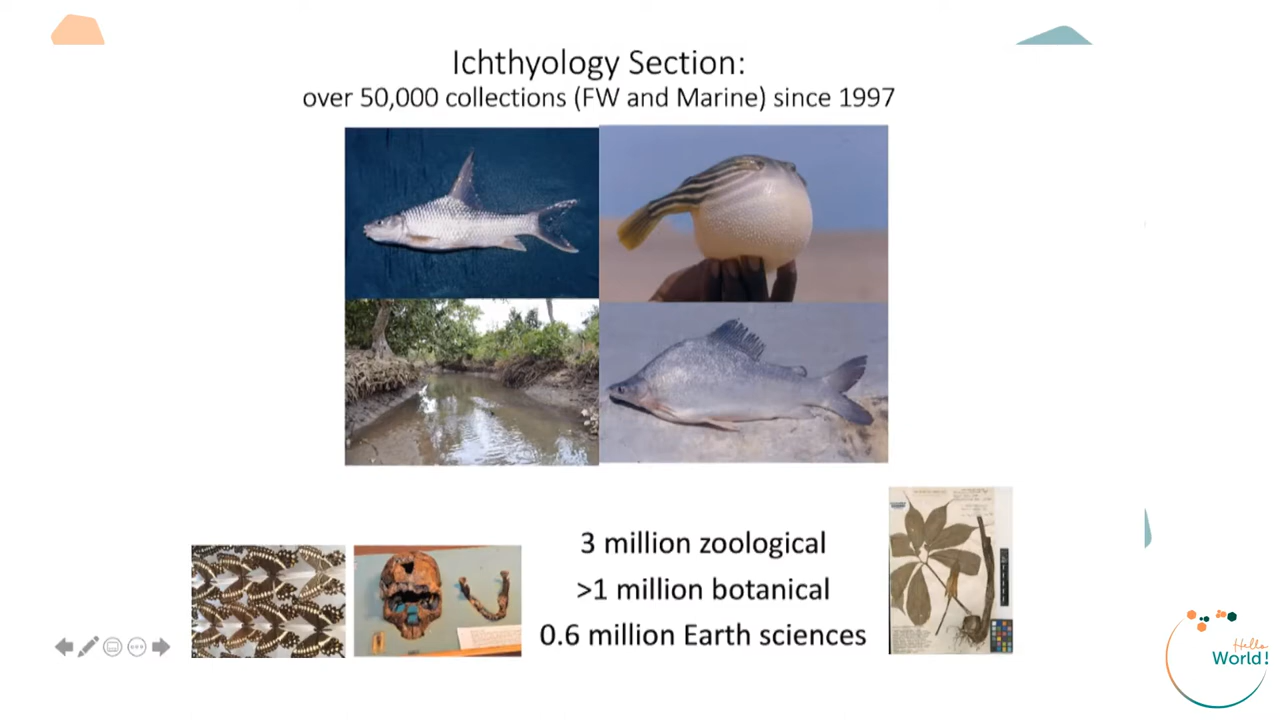 Ichthyology Section:
over 50,000 collections (FW and Marine) since 1997
3 million zoological
>1 million botanical
0.6 million Earth sciences
Hello
World!